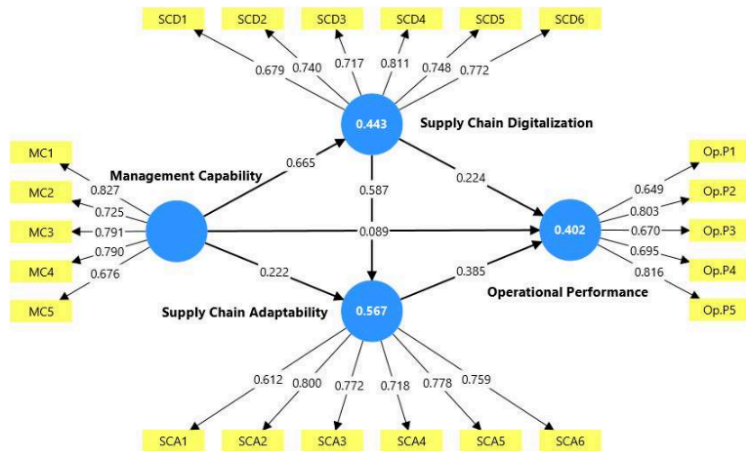 SCD1 SCD2 SCD3 SCD4 SCD5 SCD6
0.679 0.740 0.717 0.811 0.748 0.772
0.443 Supply Chain Digitalization
MC1
MC2
MC3
MC4
MC5
0.827
0.725
0.791
0.790
0.676
Management Capability
0.665
0.587
0.224
0.089
0.222
0.385
0.402
Operational Performance
Op.P1
Op.P2
Op.P3
Op.P4
Op.P5
0.649
0.803
0.670
0.695
0.816
Supply Chain Adaptability
0.567
0.612 0.800 0.772 0.718 0.778 0.759
SCA1 SCA2 SCA3 SCA4 SCA5 SCA6